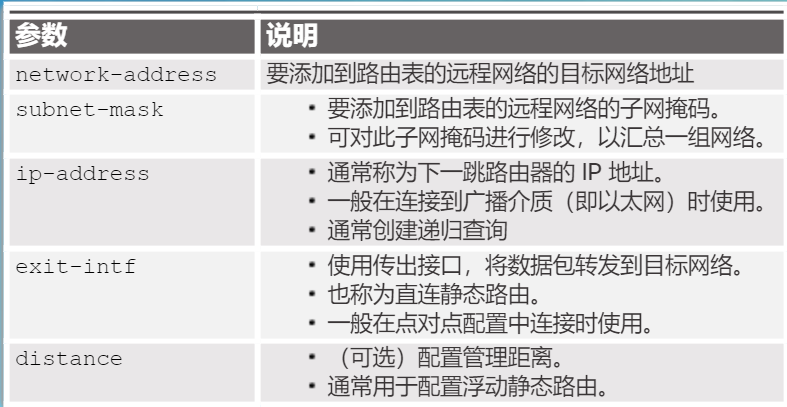 参数 说明
network-address 要添加到路由表的远程网络的目标网络地址
subnet-mask • 要添加到路由表的远程网络的子网掩码。
• 可对此子网掩码进行修改，以汇总一组网络。
ip-address • 通常称为下一跳路由器的 IP 地址。
• 一般在连接到广播介质（即以太网）时使用。
• 通常创建递归查询
exit-intf • 使用传出接口，将数据包转发到目标网络。
• 也称为直连静态路由。
• 一般在点对点配置中连接时使用。
distance • （可选）配置管理距离。
• 通常用于配置浮动静态路由。